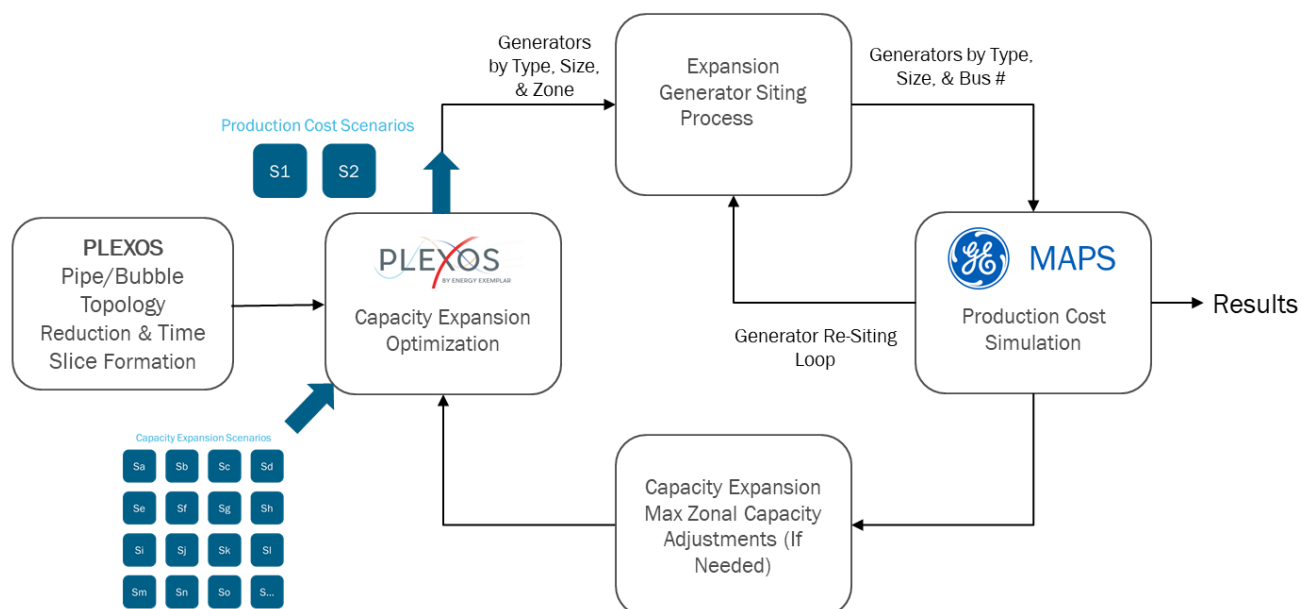 Generators
by Type, Size,
& Zone
Expansion
Generator Siting
Process
Generators by Type,
Size, & Bus #
Production Cost Scenarios
S1
S2
PLEXOS
Pipe/Bubble
Topology
Reduction & Time
Slice Formation
PLEXOS
BY ENERGY EXEMPLAR
Capacity Expansion
Optimization
GE
MAPS
Production Cost
Simulation
Results
Generator Re-Siting
Loop
Capacity Expansion Scenarios
Sa Sb Sc Sd
Se Sf Sg Sh
Si Sj Sk Sl
Sm Sn So S...
Capacity Expansion
Max Zonal Capacity
Adjustments (If
Needed)